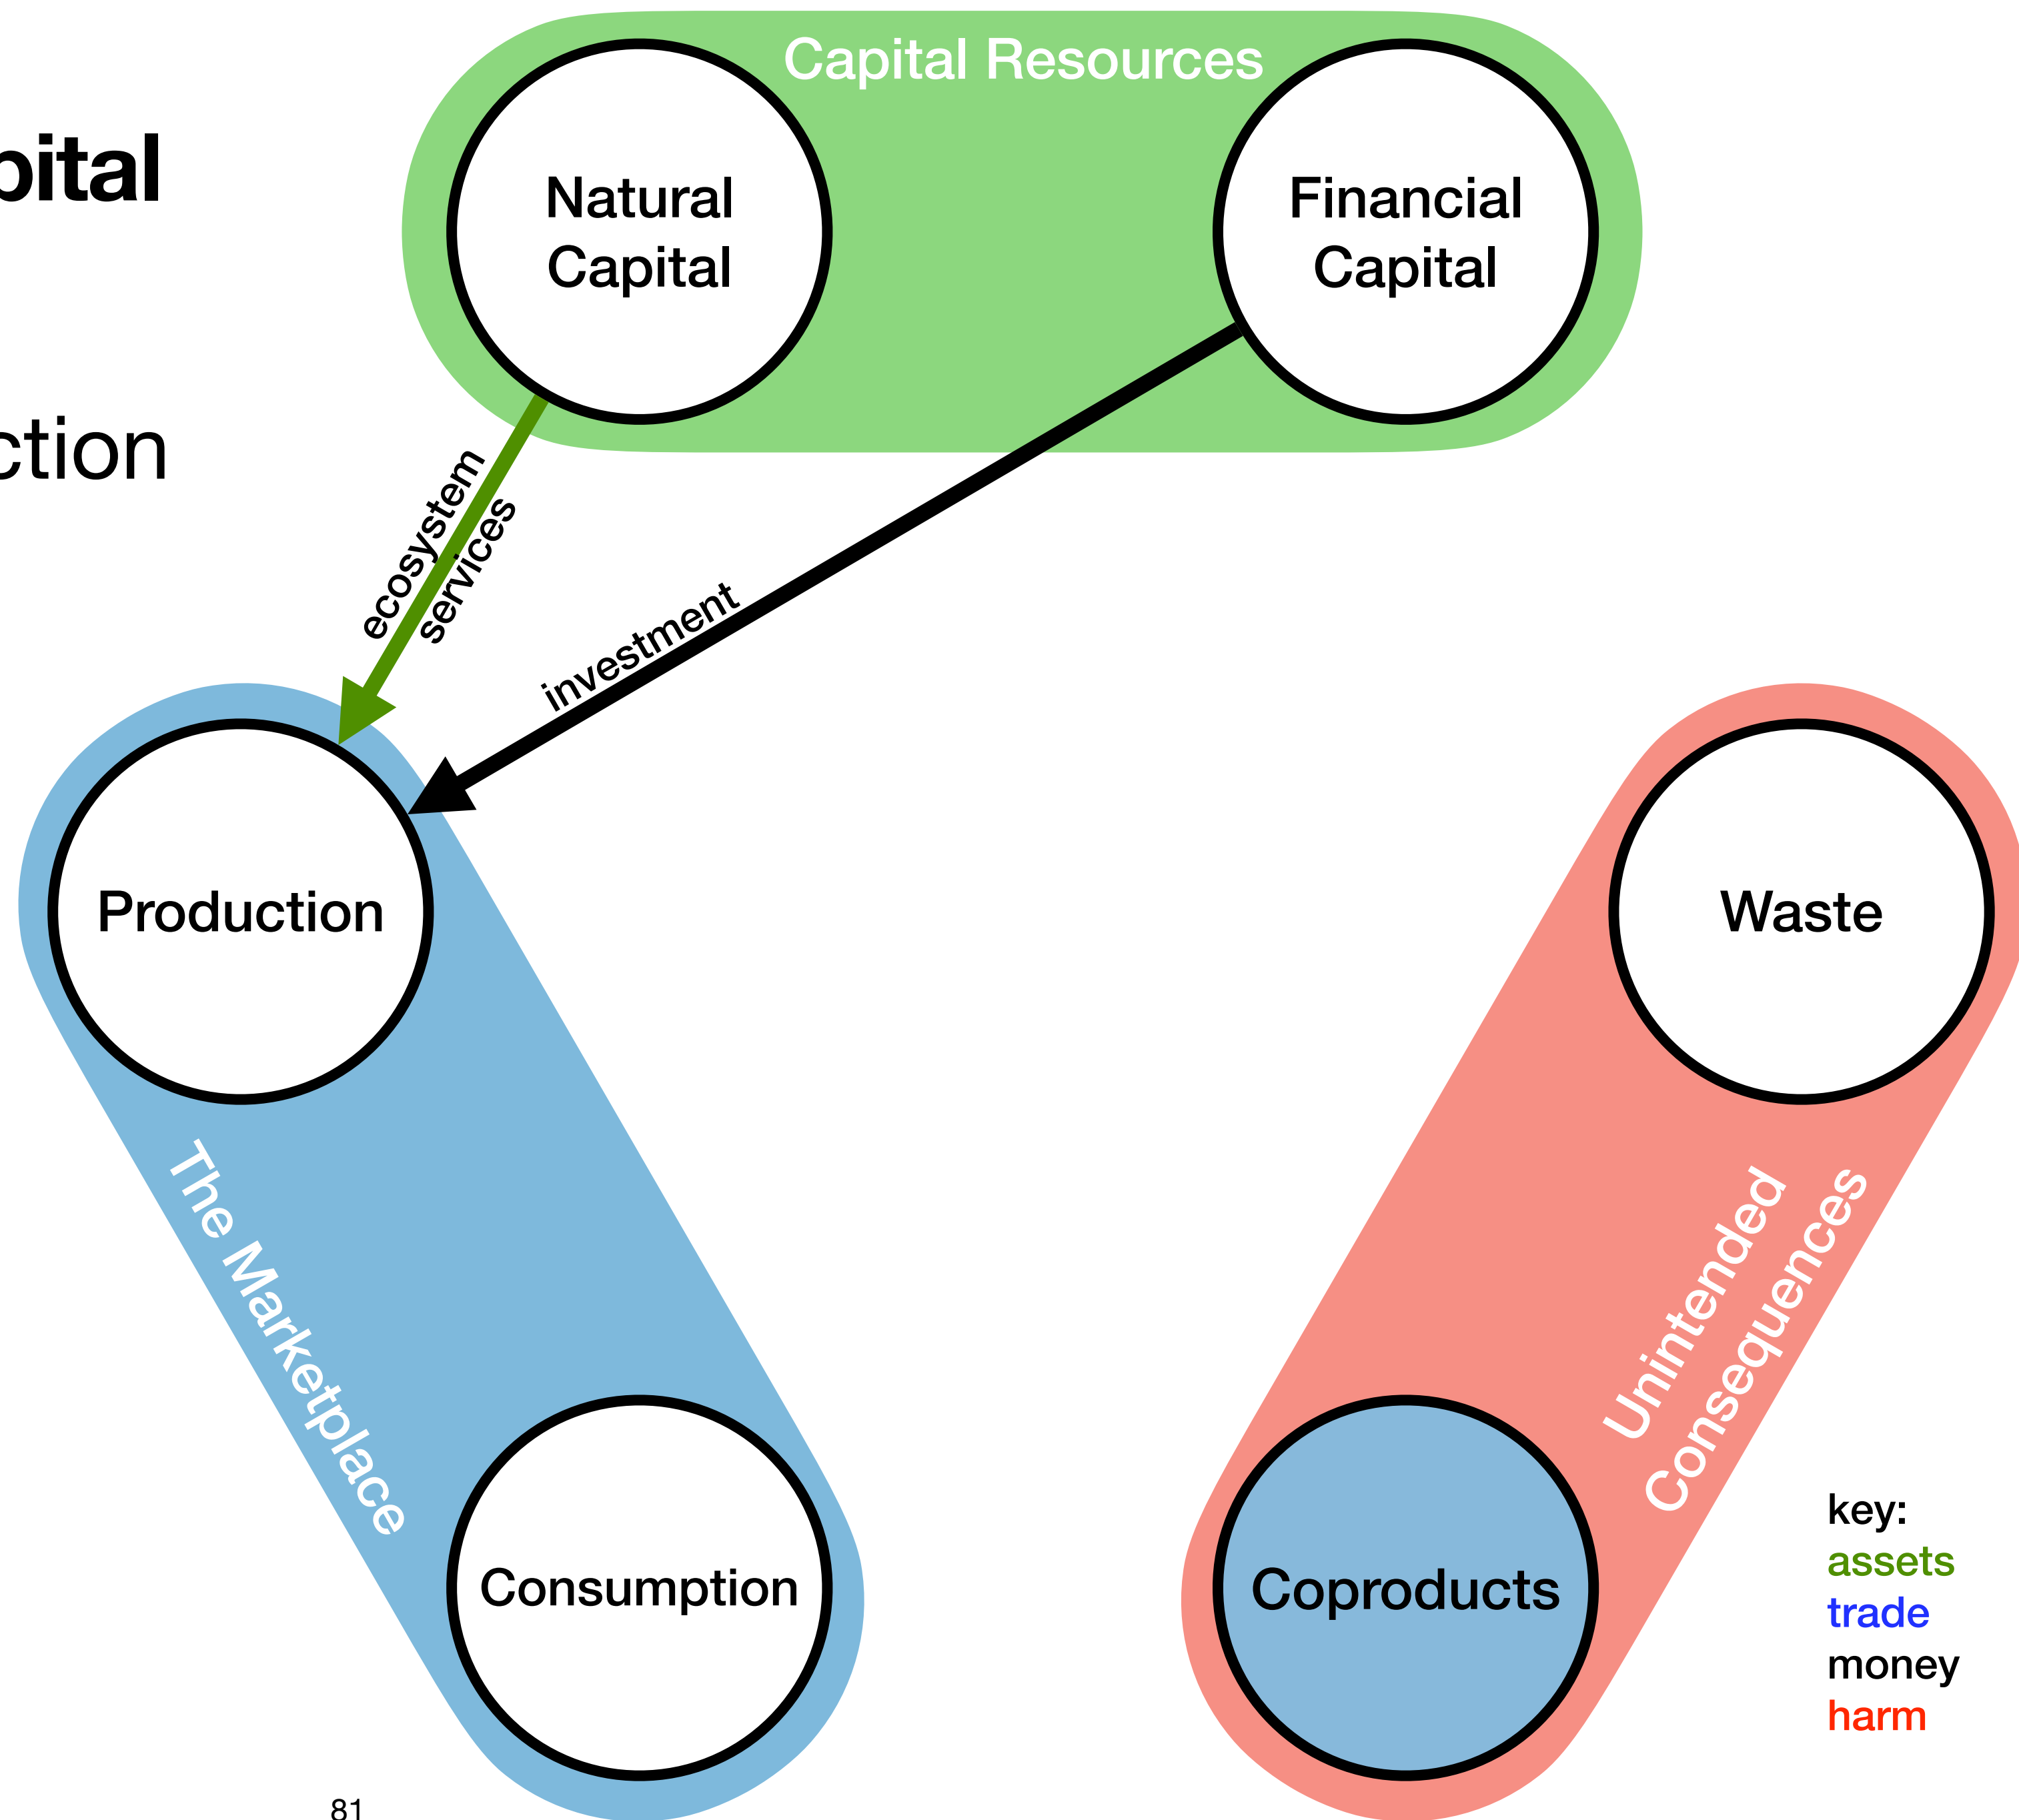 pital
ction
Capital Resources
Natural
Capital
Financial
Capital
ecosystem
services
investment
Production
Waste
The Marketplace
Unintended
Consequences
Consumption
Coproducts
key:
assets
trade
money
harm
81